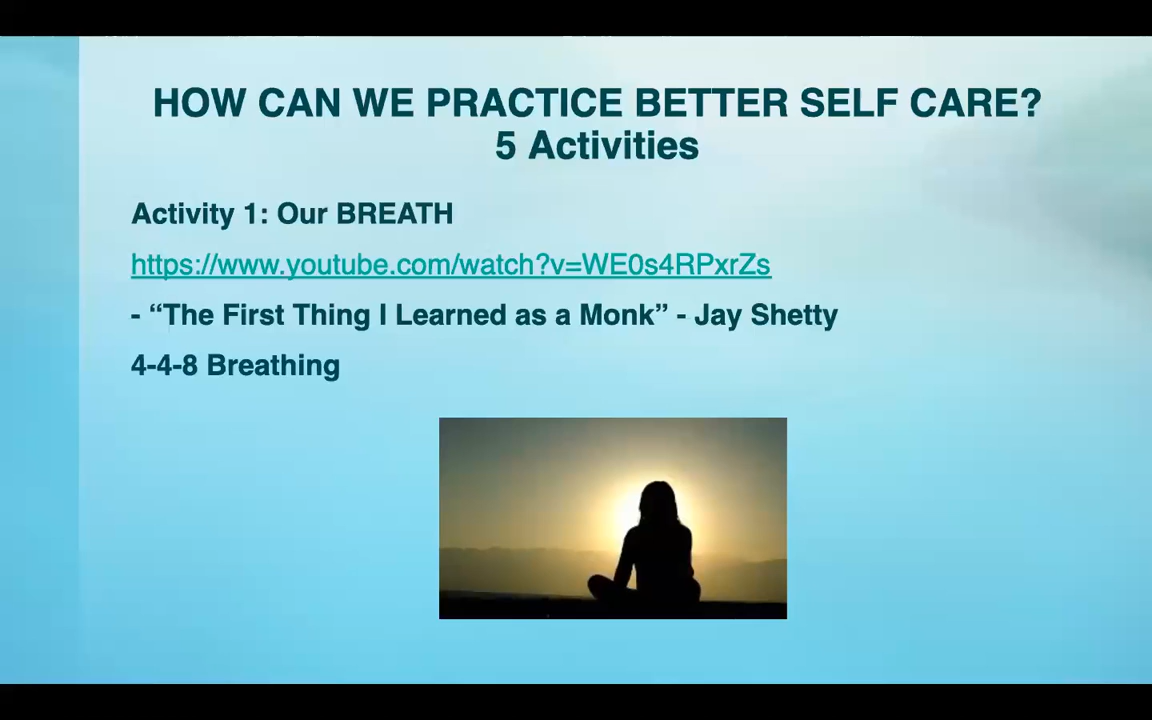 HOW CAN WE PRACTICE BETTER SELF CARE?
5 Activities
Activity 1: Our BREATH
https://www.youtube.com/watch?v=WE0s4RPxrZs
- “The First Thing I Learned as a Monk” - Jay Shetty
4-4-8 Breathing